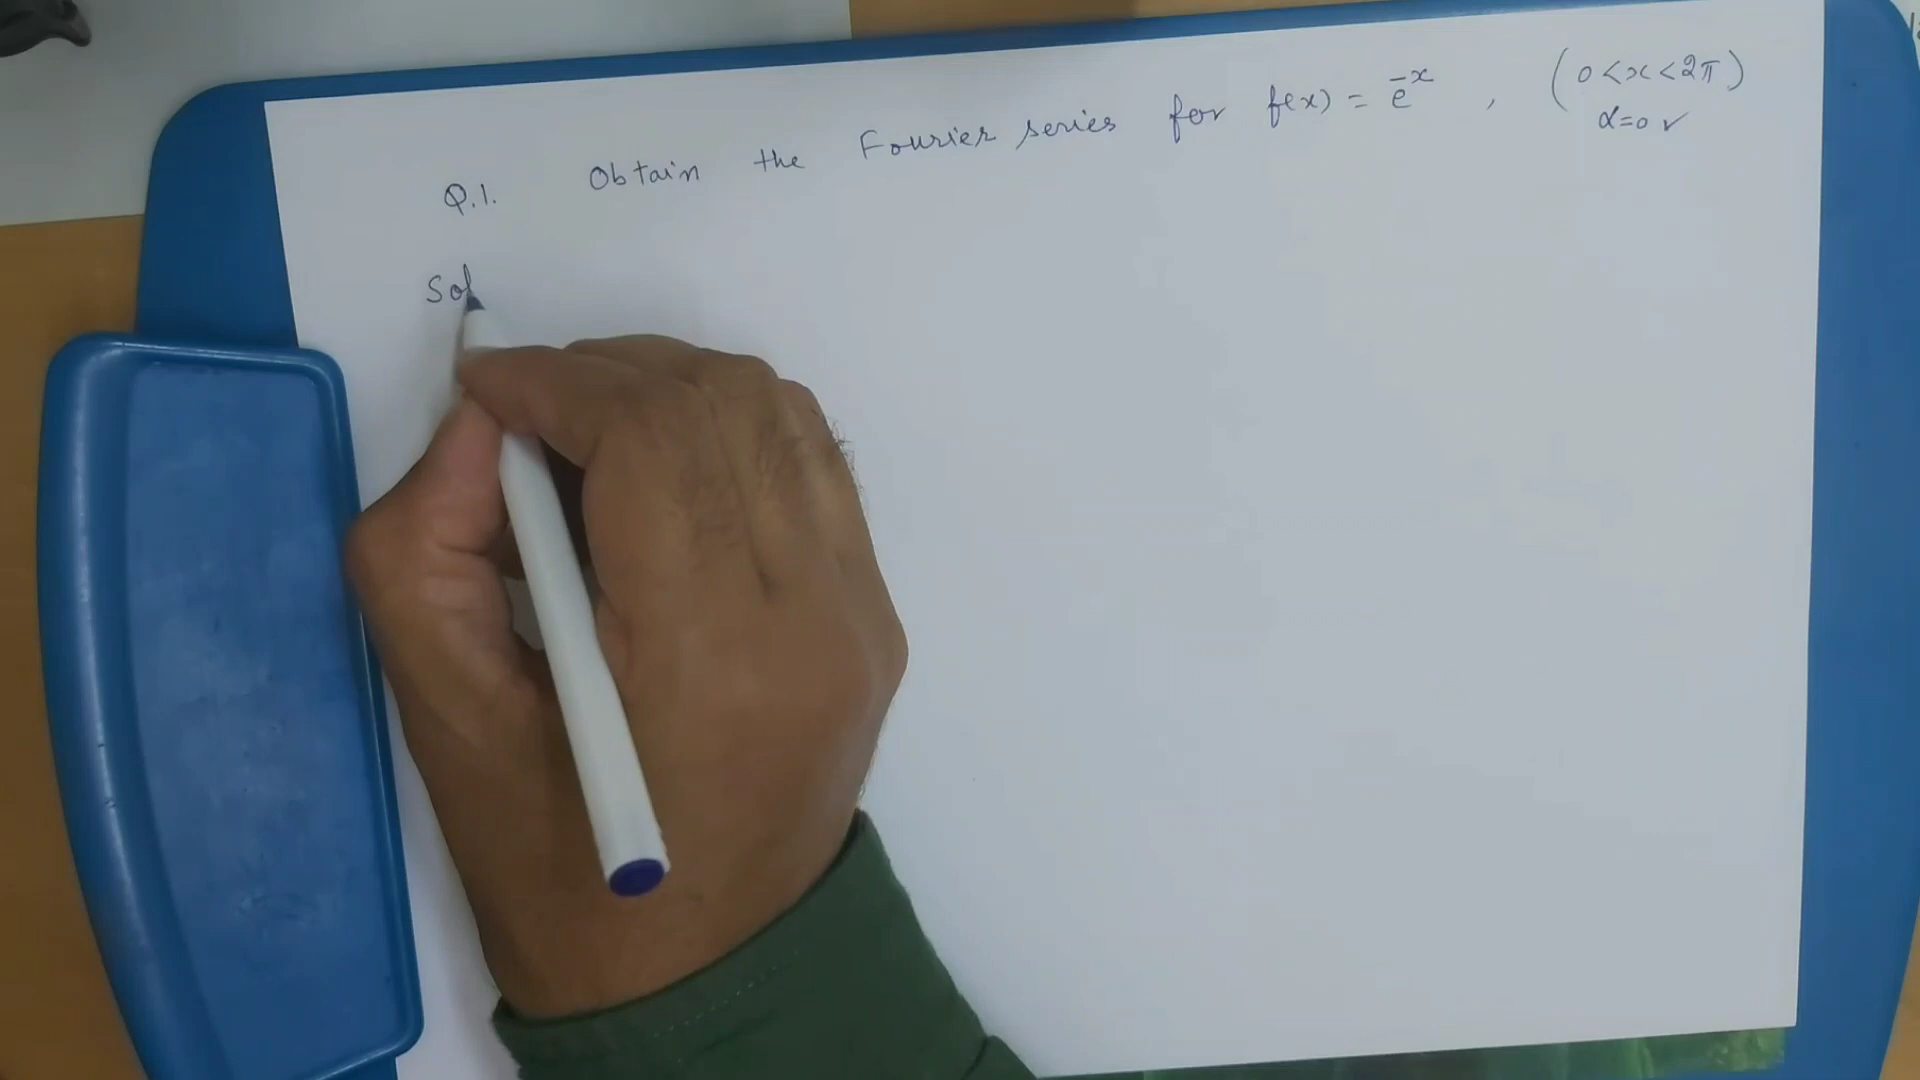 Q.1. Obtain the Fourier series for f(x) = e^-x , (0<x<2π)
α=0 ✓
Sol